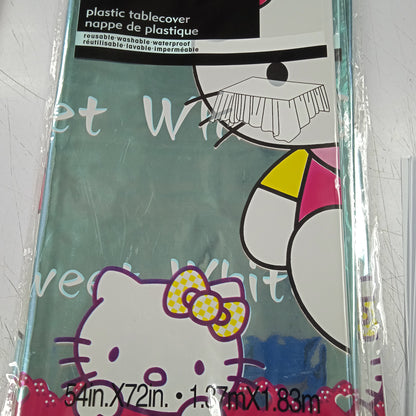 plastic tablecover
nappe de plastique
reusable·washable·waterproof
réutilisable·lavable·imperméable
et Whit
weet Whit
54in.X72in. • 1.37mX1.83m